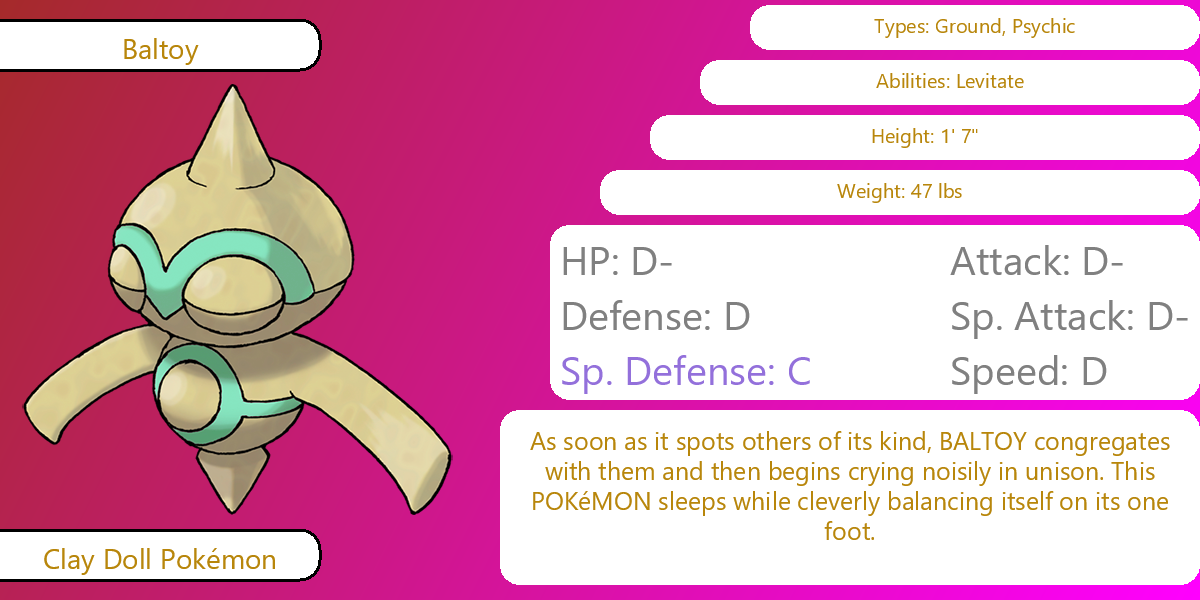 Baltoy
Types: Ground, Psychic
Abilities: Levitate
Height: 1' 7"
Weight: 47 lbs
HP: D-
Attack: D-
Defense: D
Sp. Attack: D-
Sp. Defense: C
Speed: D
As soon as it spots others of its kind, BALTOY congregates
with them and then begins crying noisily in unison. This
POKéMON sleeps while cleverly balancing itself on its one
foot.
Clay Doll Pokémon